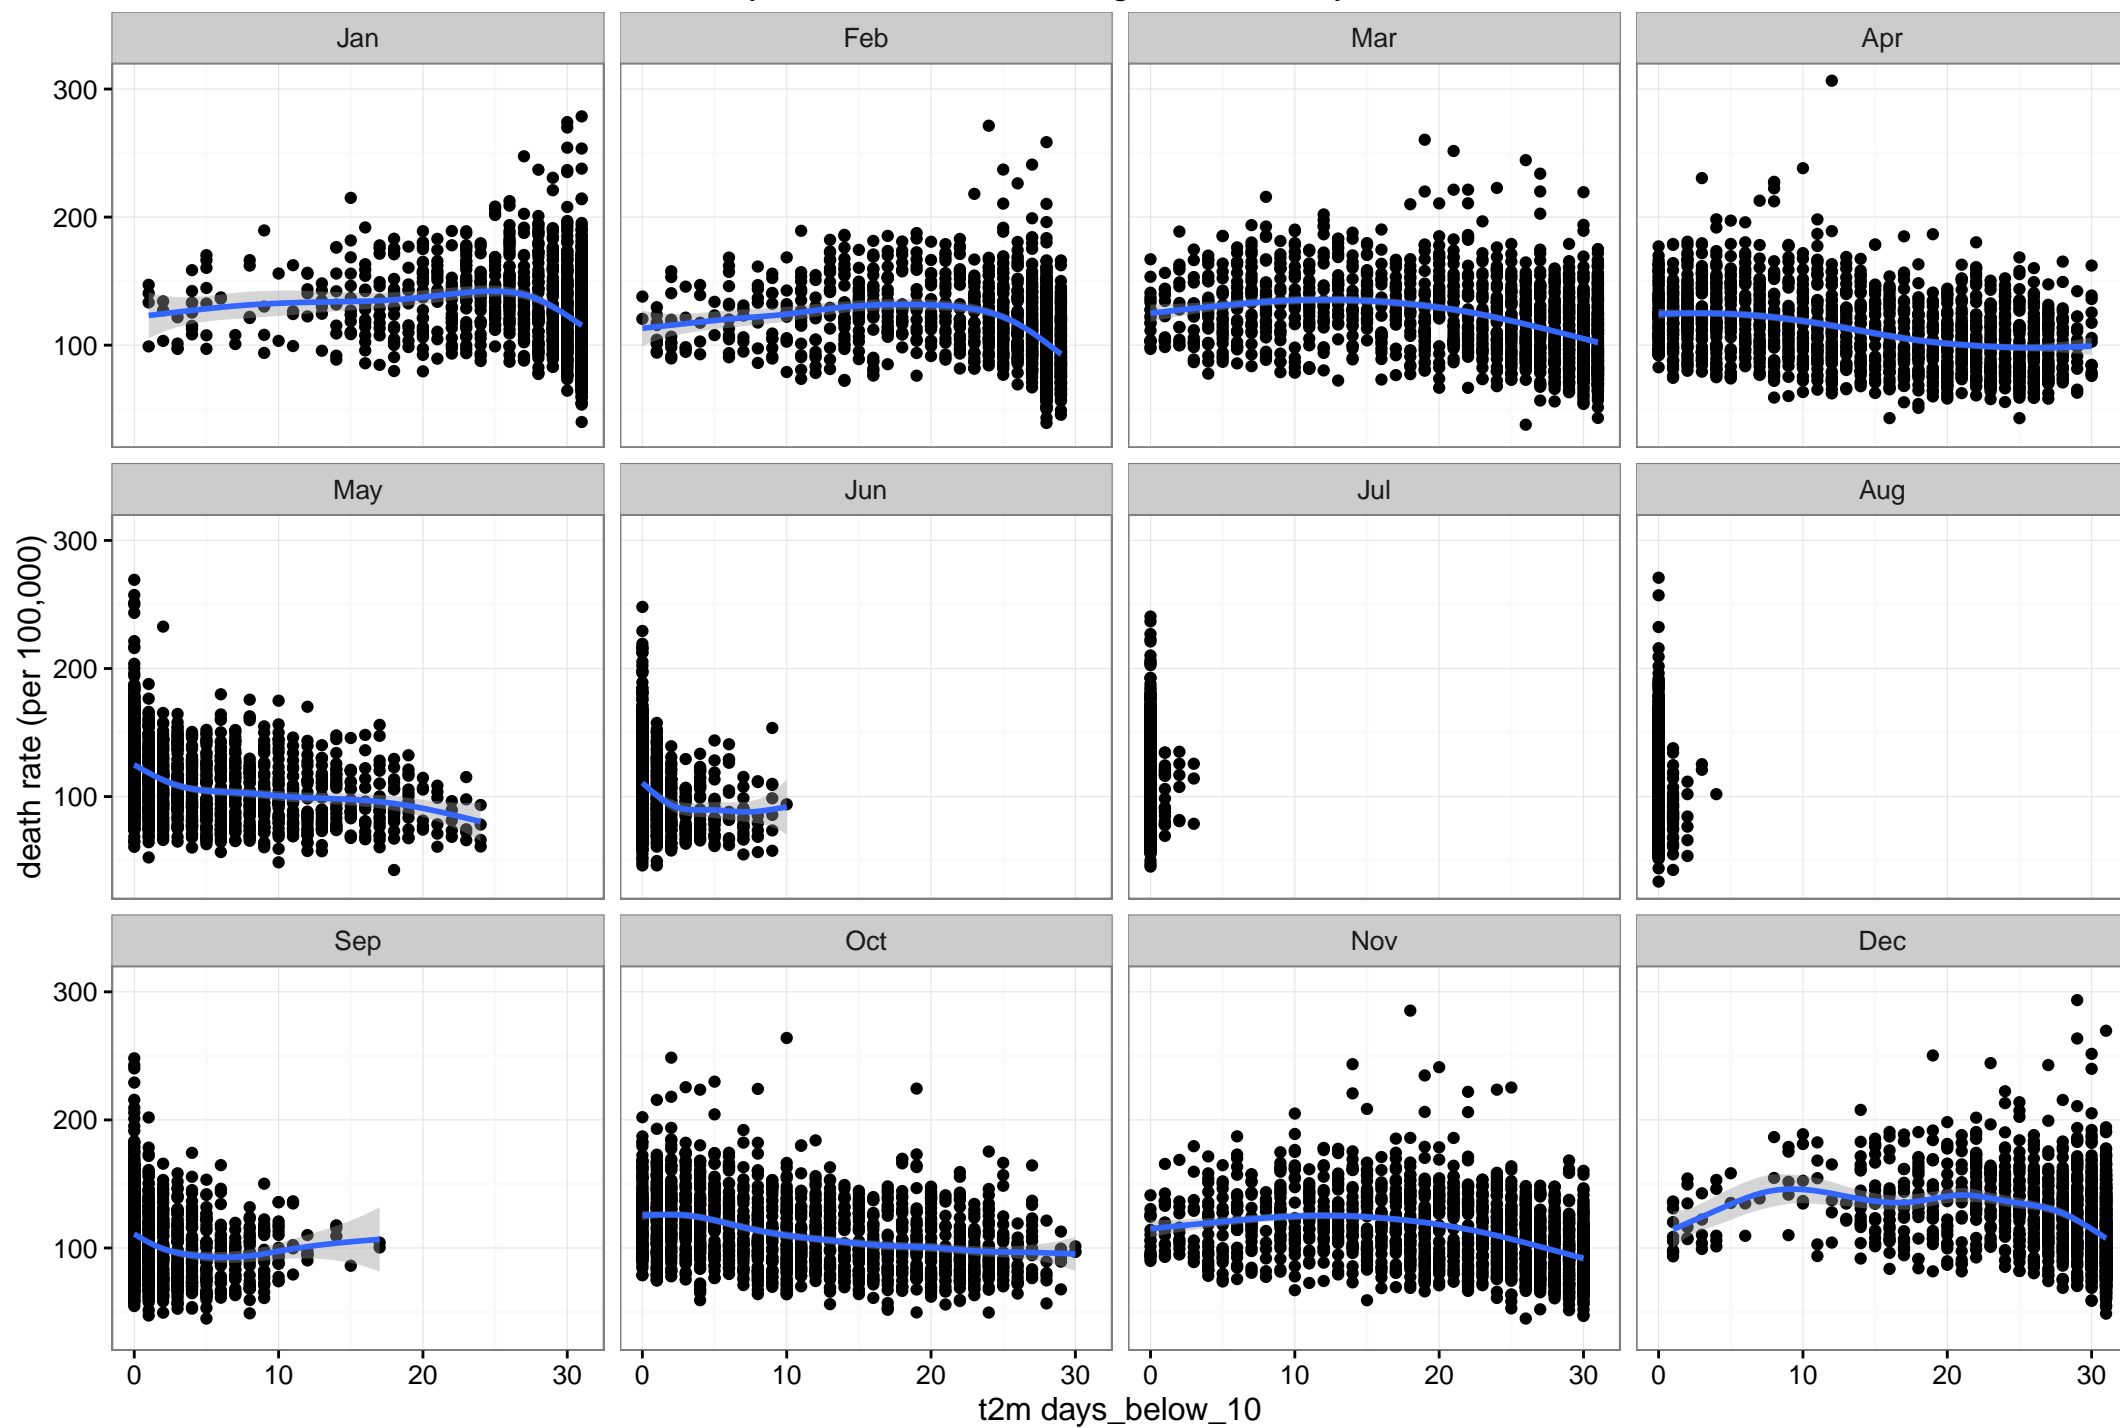 Jan Feb Mar Apr
300
200
100
May Jun Jul Aug
300
200
100
death rate (per 100,000)
Sep Oct Nov Dec
300
200
100
0 10 20 30 0 10 20 30 0 10 20 30 0 10 20 30
t2m days_below_10